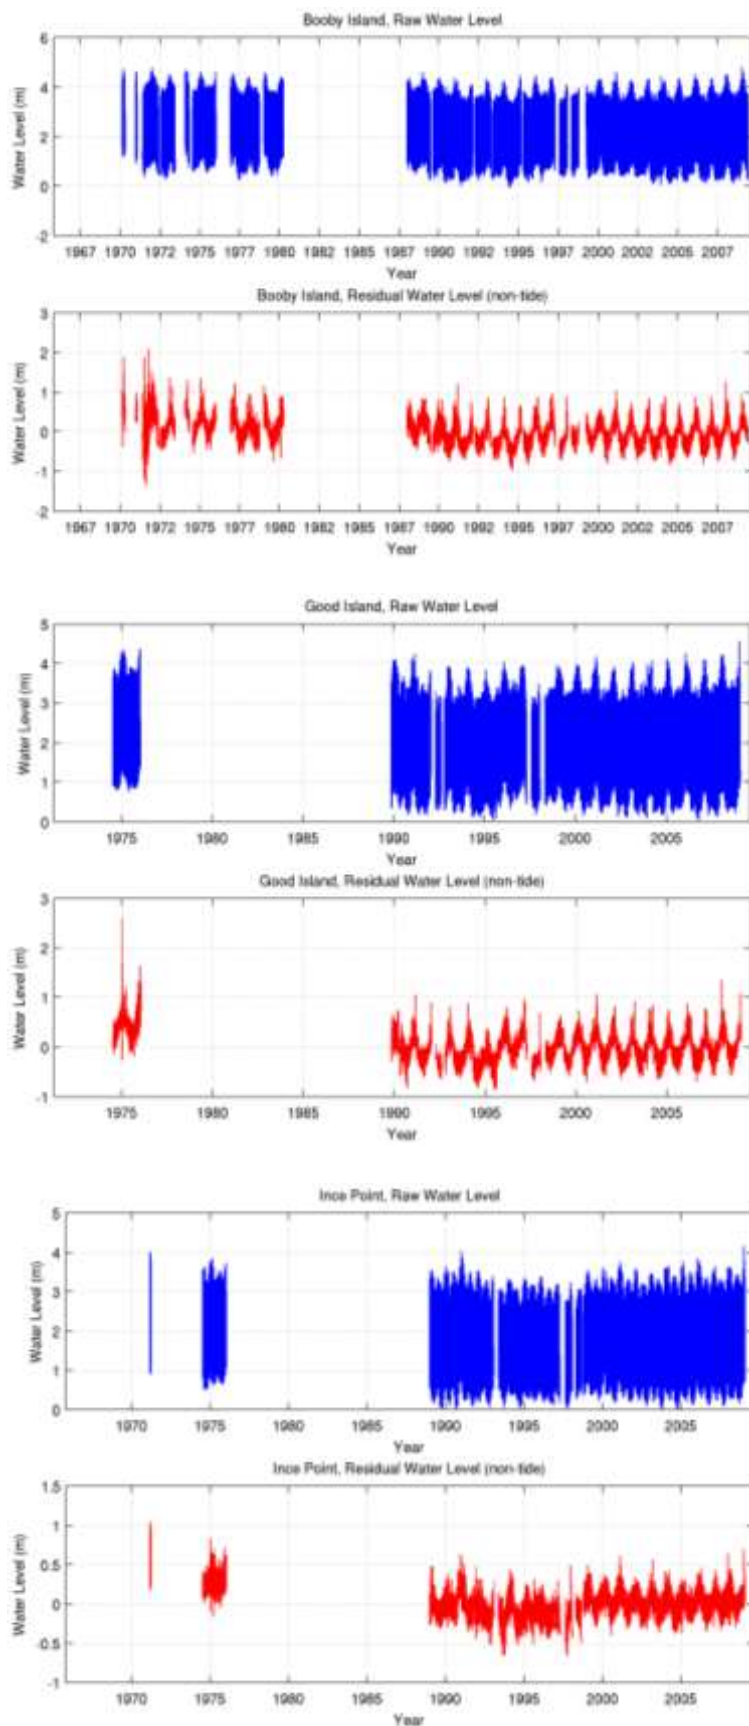 Booby Island, Raw Water Level
6
4
2
0
-2
Water Level (m)
1967 1970 1972 1975 1977 1980 1982 1985 1987 1990 1992 1995 1997 2000 2002 2005 2007
Year
Booby Island, Residual Water Level (non-tide)
3
2
1
0
-1
-2
Water Level (m)
1967 1970 1972 1975 1977 1980 1982 1985 1987 1990 1992 1995 1997 2000 2002 2005 2007
Year
Good Island, Raw Water Level
5
4
3
2
1
0
Water Level (m)
1975 1980 1985 1990 1995 2000 2005
Year
Good Island, Residual Water Level (non-tide)
3
2
1
0
-1
Water Level (m)
1975 1980 1985 1990 1995 2000 2005
Year
Ince Point, Raw Water Level
5
4
3
2
1
0
Water Level (m)
1970 1975 1980 1985 1990 1995 2000 2005
Year
Ince Point, Residual Water Level (non-tide)
1.5
1
0.5
0
-0.5
-1
Water Level (m)
1970 1975 1980 1985 1990 1995 2000 2005
Year